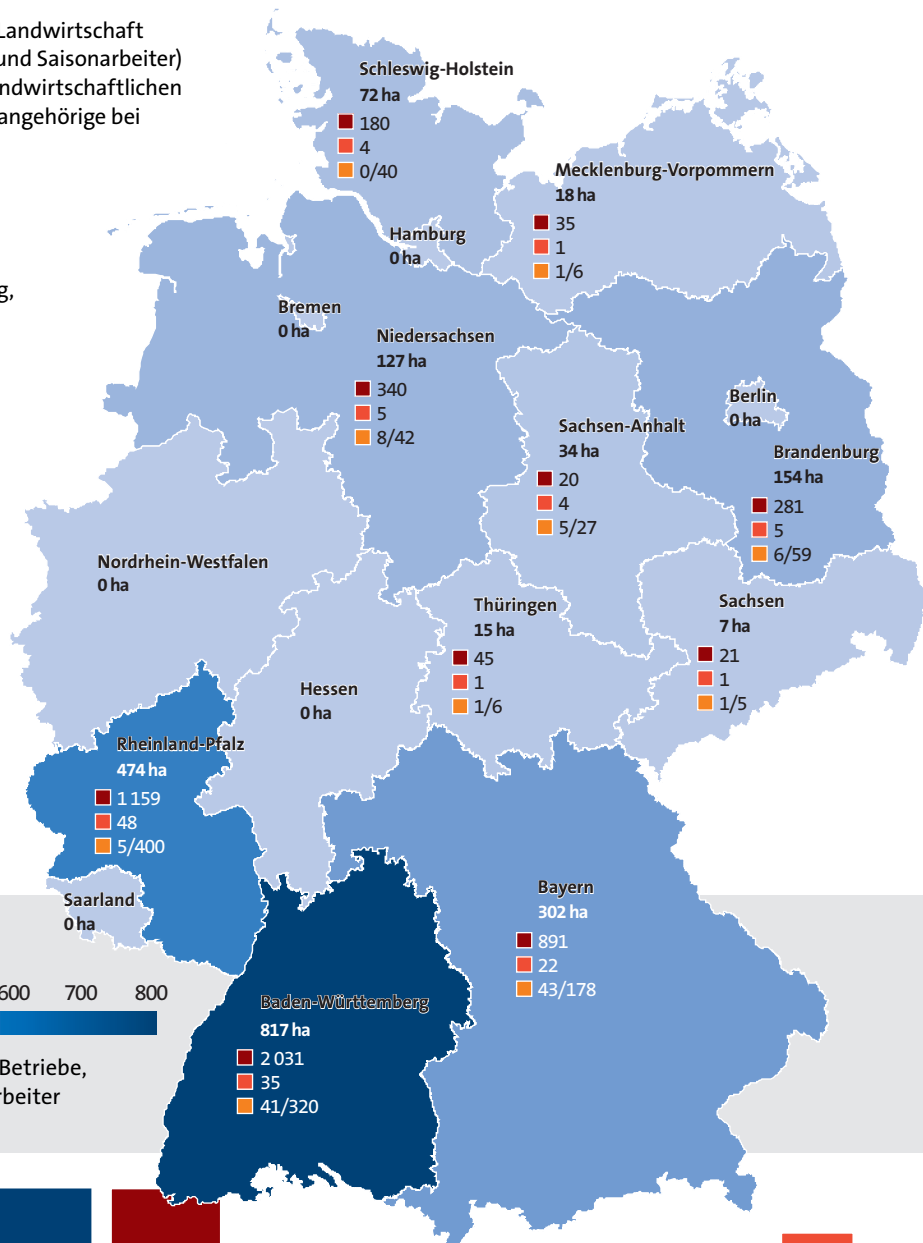 Landwirtschaft
und Saisonarbeiter)
ndwirtschaftlichen
angehörige bei
g,
Schleswig-Holstein
72 ha
180
4
0/40
Mecklenburg-Vorpommern
18 ha
35
1
1/6
Hamburg
0 ha
Bremen
0 ha
Niedersachsen
127 ha
340
5
8/42
Berlin
0 ha
Sachsen-Anhalt
34 ha
20
4
5/27
Brandenburg
154 ha
281
5
6/59
Nordrhein-Westfalen
0 ha
Thüringen
15 ha
45
1
1/6
Sachsen
7 ha
21
1
1/5
Hessen
0 ha
Rheinland-Pfalz
474 ha
1 159
48
5/400
Saarland
0 ha
Bayern
302 ha
891
22
43/178
Baden-Württemberg
817 ha
2 031
35
41/320
600 700 800
Betriebe,
rbeiter